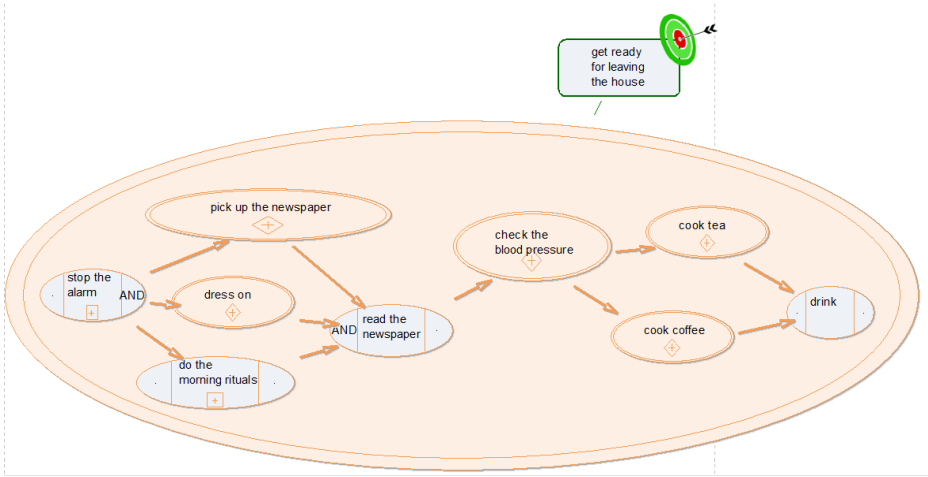 get ready
for leaving
the house
pick up the newspaper
stop the
alarm
AND
dress on
do the
morning rituals
AND
read the
newspaper
check the
blood pressure
cook tea
cook coffee
drink